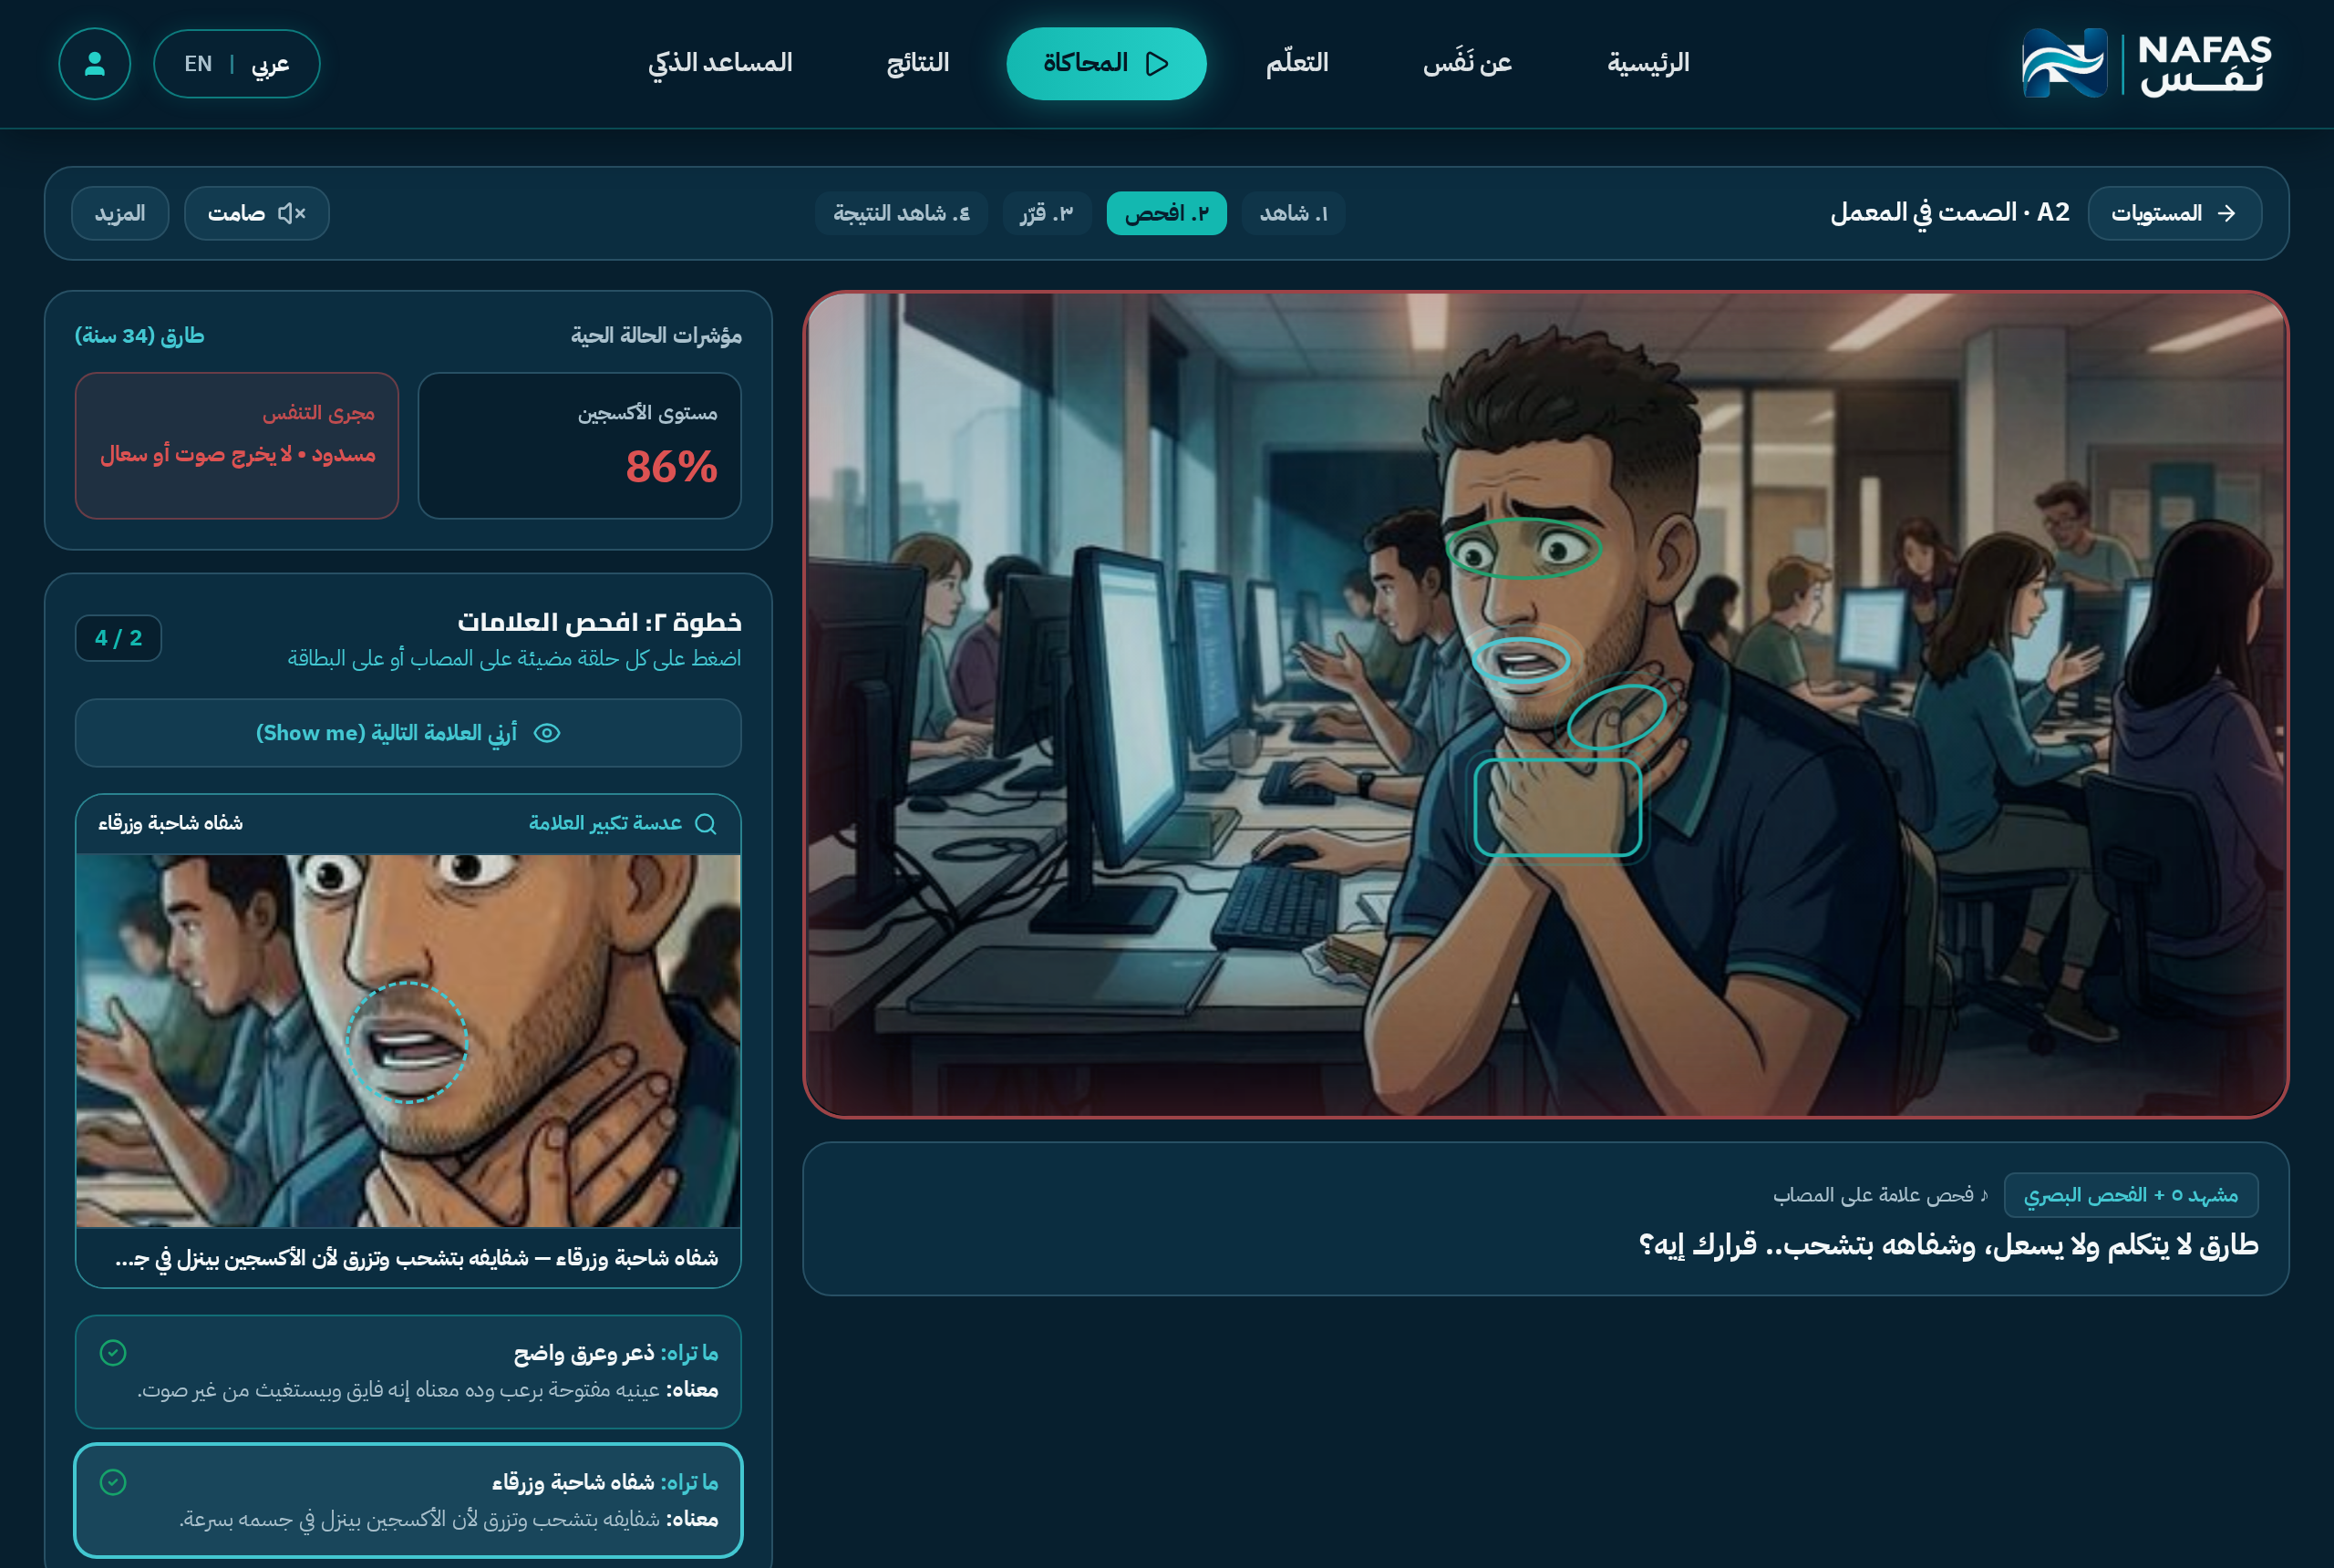 NAFAS
نَفَـس
الرئيسية
عن نَفَس
التعلّم
المحاكاة
النتائج
المساعد الذكي
عربي | EN
المستويات
A2 · الصمت في المعمل
١. شاهد
٢. افحص
٣. قرّر
٤. شاهد النتيجة
صامت
المزيد
مؤشرات الحالة الحية
طارق (34 سنة)
مستوى الأكسجين
86%
مجرى التنفس
مسدود • لا يخرج صوت أو سعال
خطوة ٢: افحص العلامات
اضغط على كل حلقة مضيئة على المصاب أو على البطاقة
4 / 2
أرني العلامة التالية (Show me)
عدسة تكبير العلامة
شفاه شاحبة وزرقاء
شفاه شاحبة وزرقاء — شفايفه بتشحب وتزرق لأن الأكسجين بينزل في جـ...
ما تراه: ذعر وعرق واضح
معناه: عينيه مفتوحة برعب وده معناه إنه فايق وبيستغيث من غير صوت.
ما تراه: شفاه شاحبة وزرقاء
معناه: شفايفه بتشحب وتزرق لأن الأكسجين بينزل في جسمه بسرعة.
مشهد ٥ + الفحص البصري
♪ فحص علامة على المصاب
طارق لا يتكلم ولا يسعل، وشفاهه بتشحب.. قرارك إيه؟